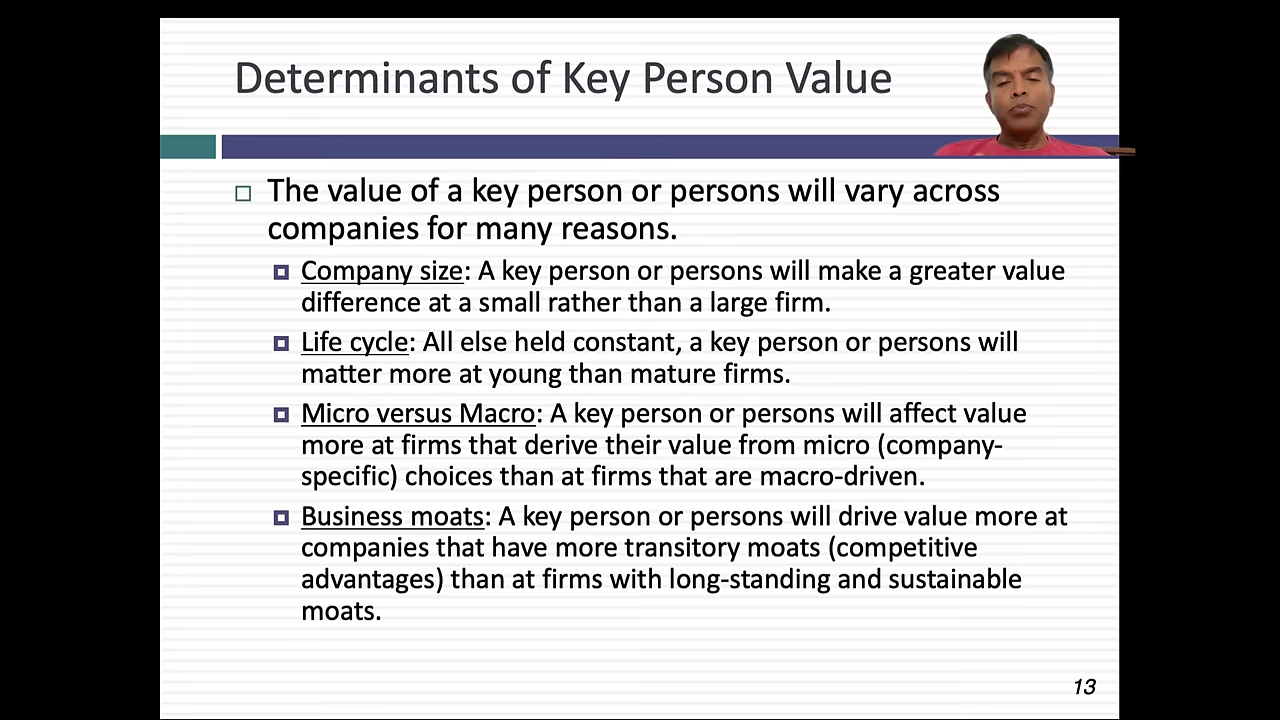 Determinants of Key Person Value
The value of a key person or persons will vary across
companies for many reasons.
Company size: A key person or persons will make a greater value
difference at a small rather than a large firm.
Life cycle: All else held constant, a key person or persons will
matter more at young than mature firms.
Micro versus Macro: A key person or persons will affect value
more at firms that derive their value from micro (company-
specific) choices than at firms that are macro-driven.
Business moats: A key person or persons will drive value more at
companies that have more transitory moats (competitive
advantages) than at firms with long-standing and sustainable
moats.
13